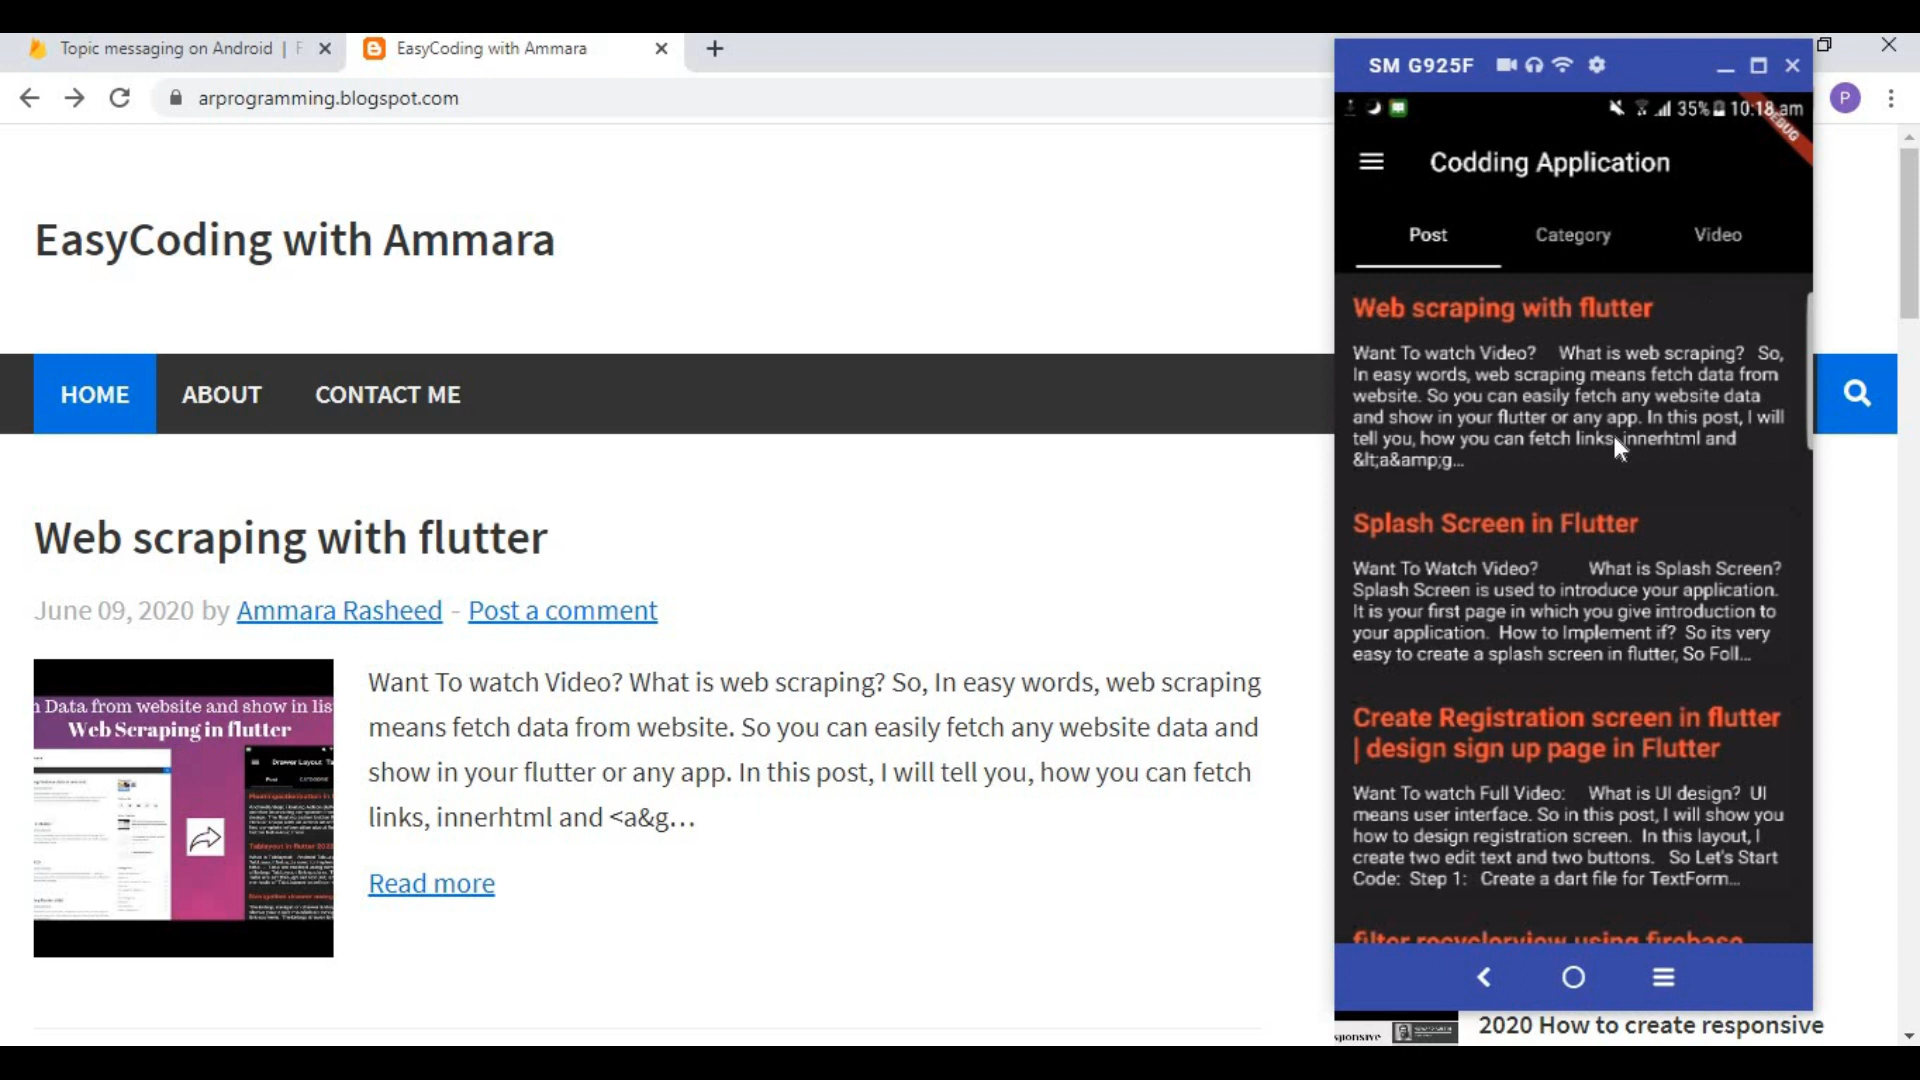 Topic messaging on Android | F
EasyCoding with Ammara
arprogramming.blogspot.com
P
EasyCoding with Ammara
HOME
ABOUT
CONTACT ME
Web scraping with flutter
June 09, 2020 by Ammara Rasheed - Post a comment
Data from website and show in lis
Web Scraping in flutter
Want To watch Video? What is web scraping? So, In easy words, web scraping
means fetch data from website. So you can easily fetch any website data and
show in your flutter or any app. In this post, I will tell you, how you can fetch
links, innerhtml and <a&g...
Read more
SM G925F
35% 10:18 am
DEBUG
Codding Application
Post
Category
Video
Web scraping with flutter
Want To watch Video? What is web scraping? So,
In easy words, web scraping means fetch data from
website. So you can easily fetch any website data
and show in your flutter or any app. In this post, I will
tell you, how you can fetch links, innerhtml and
&lt;a&amp;g...
Splash Screen in Flutter
Want To Watch Video? What is Splash Screen?
Splash Screen is used to introduce your application.
It is your first page in which you give introduction to
your application. How to Implement if? So its very
easy to create a splash screen in flutter, So Foll...
Create Registration screen in flutter
| design sign up page in Flutter
Want To watch Full Video: What is UI design? UI
means user interface. So in this post, I will show you
how to design registration screen. In this layout, I
create two edit text and two buttons. So Let's Start
Code: Step 1: Create a dart file for TextForm...
filter recyclerview using firebase
2020 How to create responsive